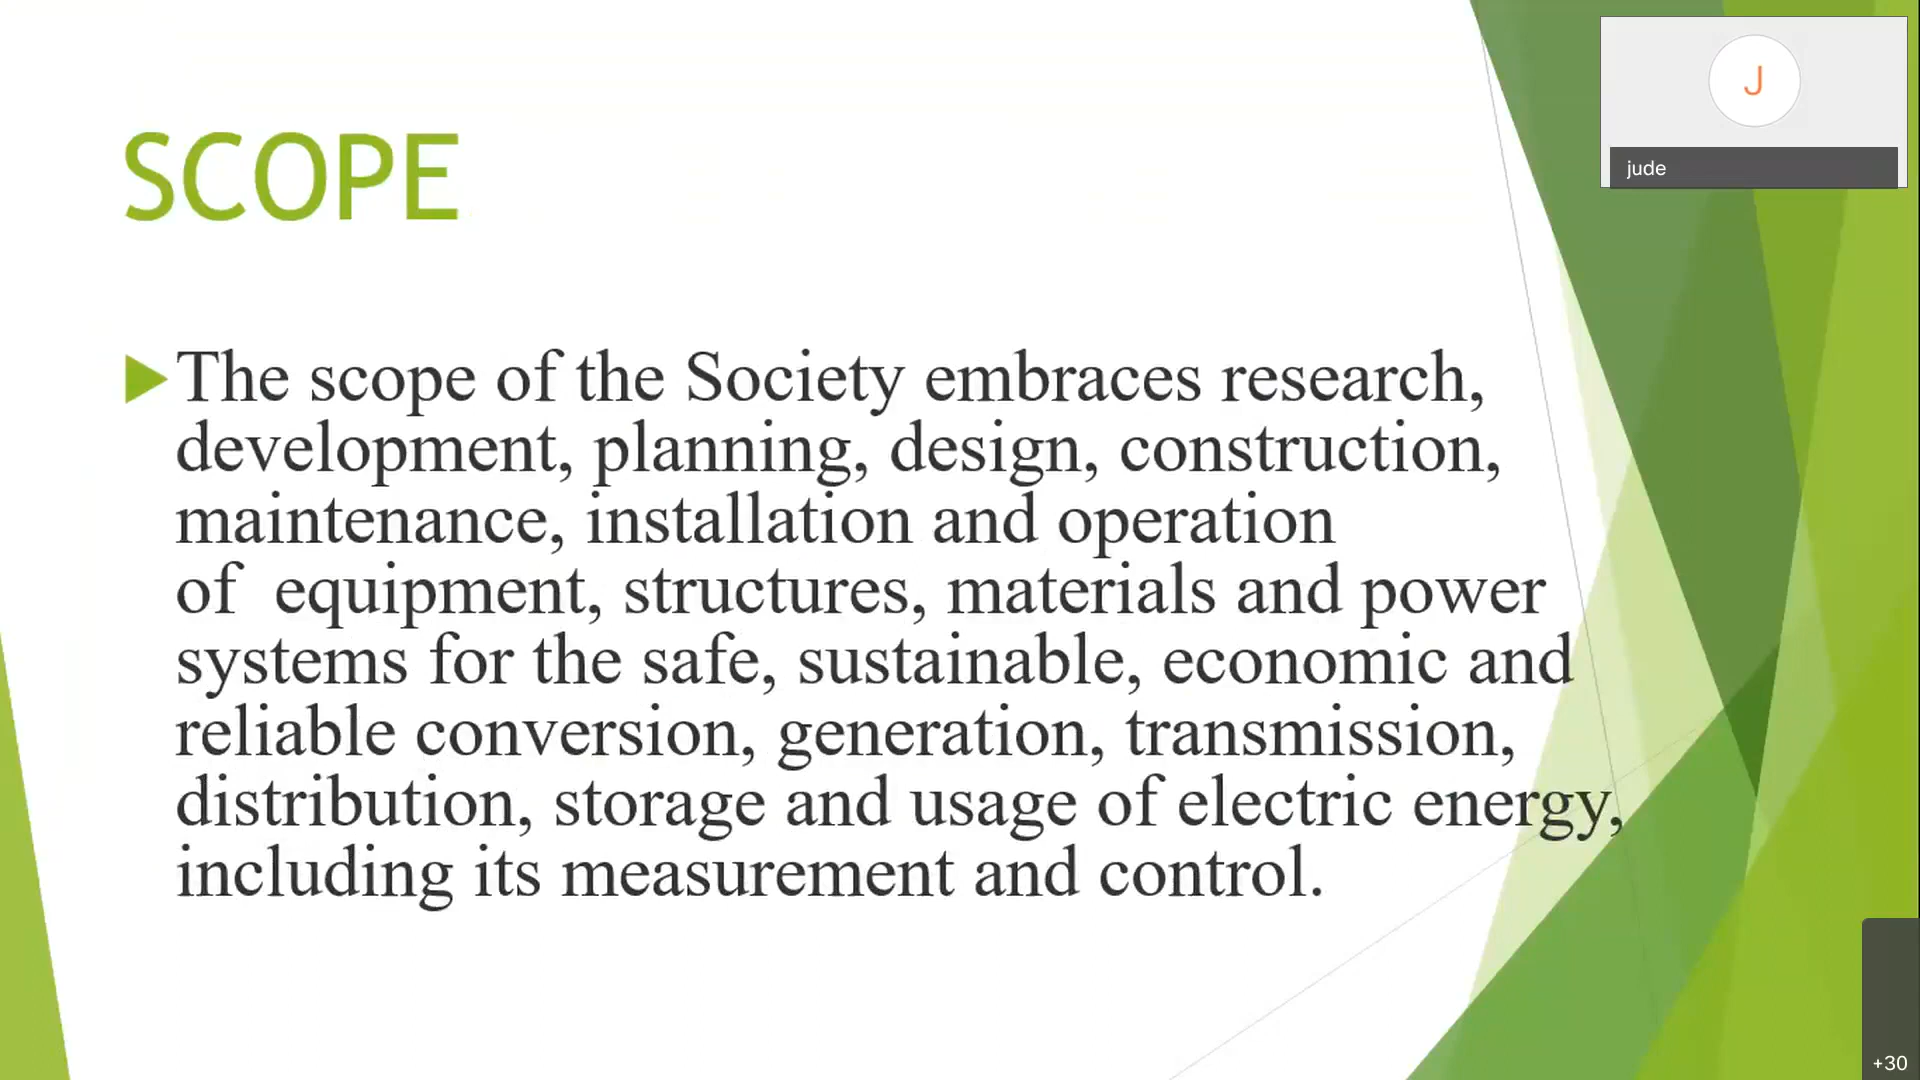 SCOPE
J
jude
The scope of the Society embraces research,
development, planning, design, construction,
maintenance, installation and operation
of  equipment, structures, materials and power
systems for the safe, sustainable, economic and
reliable conversion, generation, transmission,
distribution, storage and usage of electric energy,
including its measurement and control.
+30